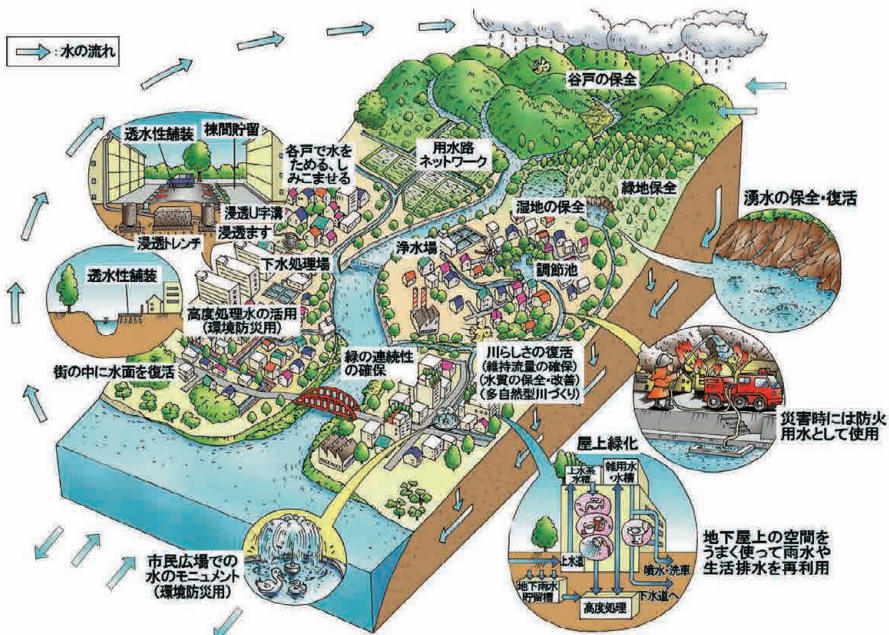 :水の流れ
谷戸の保全
透水性舗装
棟間貯留
各戸で水を
ためる、し
みこませる
用水路
ネットワーク
緑地保全
湿地の保全
湧水の保全・復活
浸透U字溝
浸透ます
浸透トレンチ
下水処理場
浄水場
調節池
透水性舗装
高度処理水の活用
(環境防災用)
緑の連続性
の確保
川らしさの復活
(維持流量の確保)
(水質の保全・改善)
(多自然型川づくり)
街の中に水面を復活
災害時には防火
用水として使用
屋上緑化
上水系
水槽
雑用水
・水槽
地下屋上の空間を
うまく使って雨水や
生活排水を再利用
上水道
噴水・洗車
地下雨水
貯留槽
高度処理
下水道へ
市民広場での
水のモニュメント
(環境防災用)